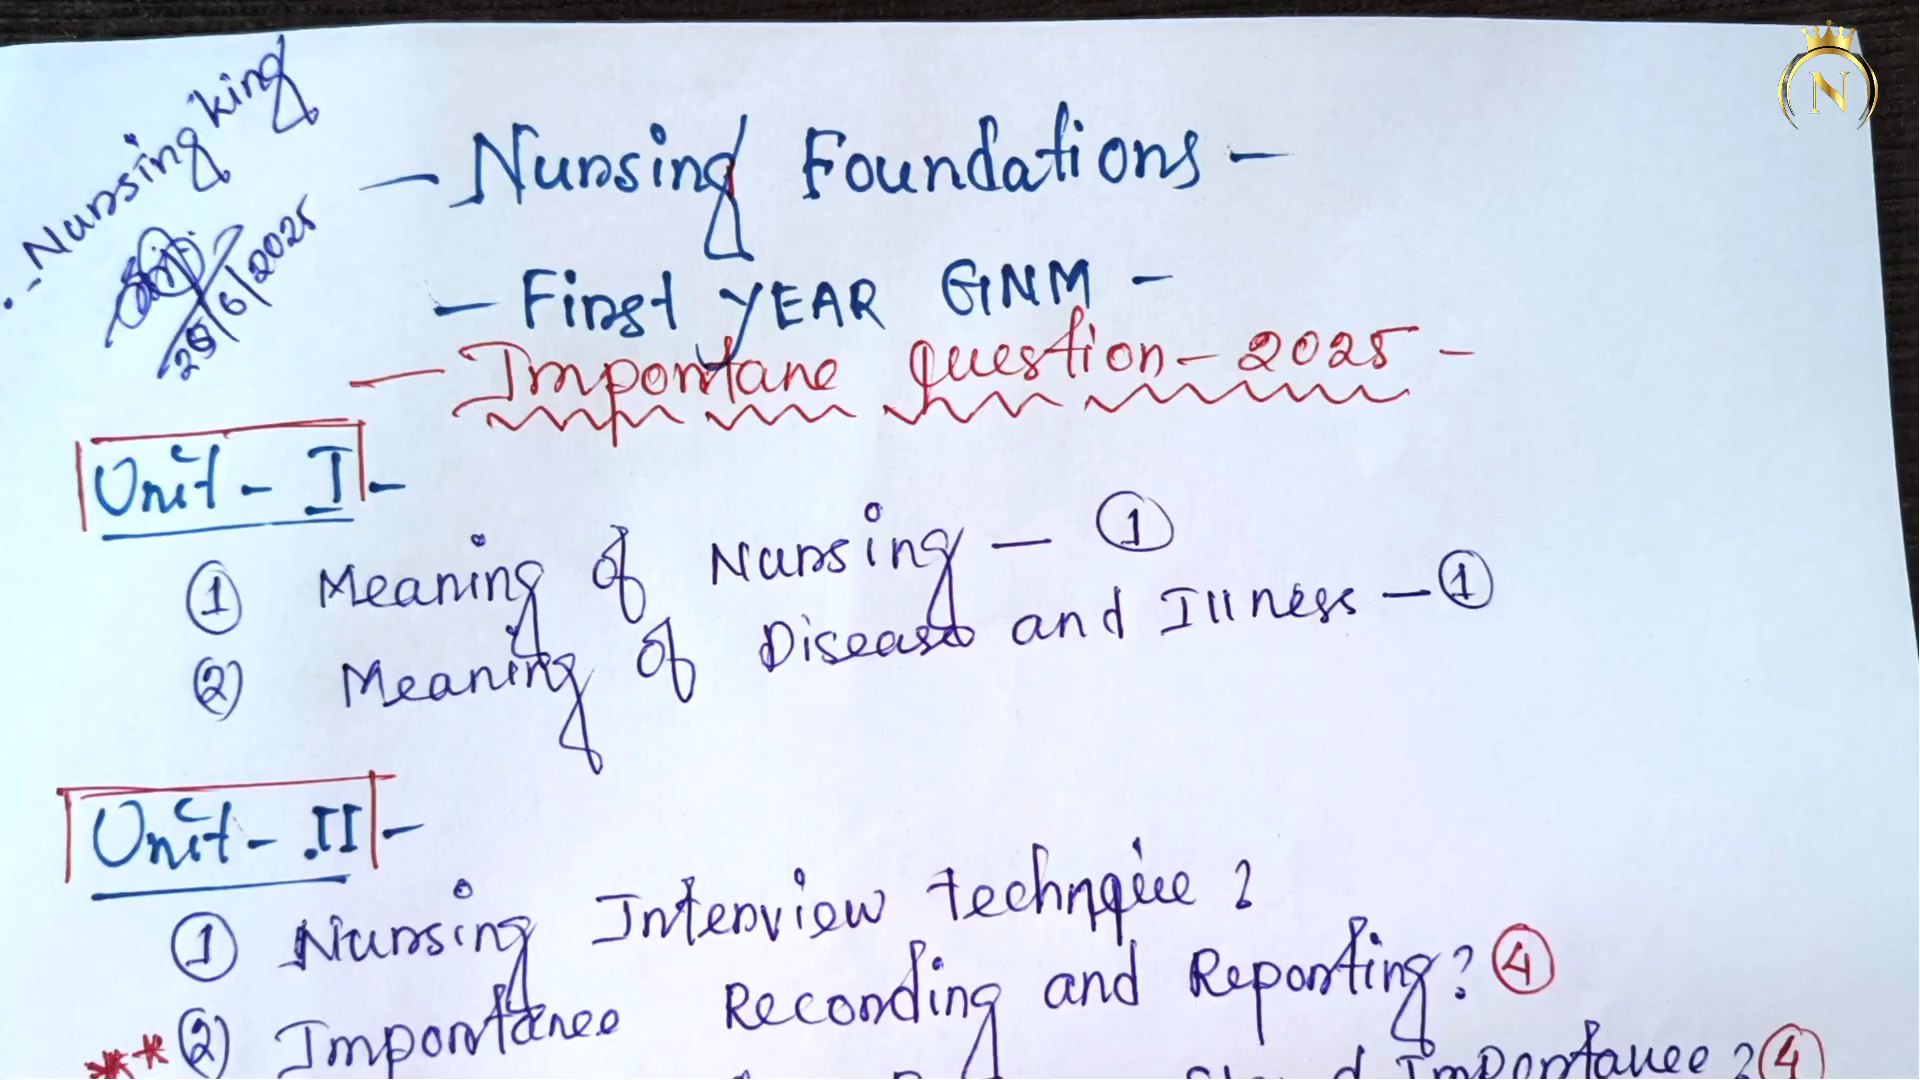 Nursing king
25/6/2025
- Nursing Foundations -
- First YEAR GNM -
- Importanc question - 2025 -
Unit - I -
① Meaning of Nursing - ①
② Meaning of Disease and Illness - ①
Unit - II -
① Nursing Interview technqiue ?
** ② Importance Recording and Reporting ? ④
Importance ? ④
N